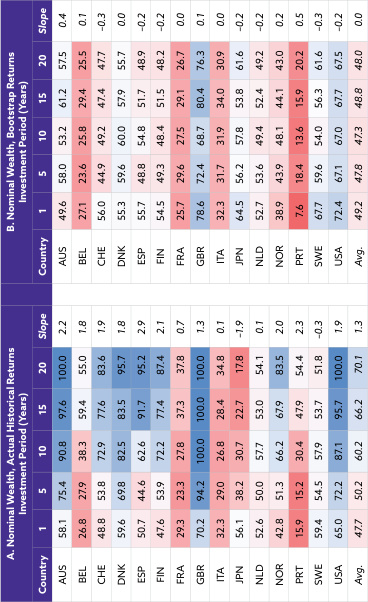 A. Nominal Wealth, Actual Historical Returns
Investment Period (Years)
Country 1 5 10 15 20 Slope
AUS 58.1 75.4 90.8 97.6 100.0 2.2
BEL 26.8 27.9 38.3 59.4 55.0 1.8
CHE 48.8 53.8 72.9 77.6 83.6 1.9
DNK 59.6 69.8 82.5 83.5 95.7 1.8
ESP 50.7 44.6 62.6 91.7 95.2 2.9
FIN 47.6 53.9 72.2 77.4 87.4 2.1
FRA 29.3 23.3 27.8 37.3 37.8 0.7
GBR 70.2 94.2 100.0 100.0 100.0 1.3
ITA 32.3 29.0 26.8 28.4 34.8 0.1
JPN 56.1 38.2 30.7 22.7 17.8 –1.9
NLD 52.6 50.0 57.7 53.0 54.1 0.1
NOR 42.8 51.3 66.2 67.9 83.5 2.0
PRT 15.9 15.2 30.4 47.9 54.4 2.3
SWE 59.4 54.5 57.9 53.7 51.8 –0.3
USA 65.0 72.2 87.1 95.7 100.0 1.9
Avg. 47.7 50.2 60.2 66.2 70.1 1.3
B. Nominal Wealth, Bootstrap Returns
Investment Period (Years)
Country 1 5 10 15 20 Slope
AUS 49.6 58.0 53.2 61.2 57.5 0.4
BEL 27.1 23.6 25.8 29.4 25.5 0.1
CHE 56.0 44.9 49.2 47.4 47.7 –0.3
DNK 55.3 59.6 60.0 57.9 55.7 0.0
ESP 55.7 48.8 54.8 51.7 48.9 –0.2
FIN 54.5 49.3 48.4 51.5 48.2 –0.2
FRA 25.7 29.6 27.5 29.1 26.7 0.0
GBR 78.6 72.4 68.7 80.4 76.3 0.1
ITA 32.3 31.7 31.9 34.0 30.9 0.0
JPN 64.5 56.2 57.8 53.8 61.6 –0.2
NLD 52.7 53.6 49.4 52.4 49.2 –0.2
NOR 38.9 43.9 48.1 44.1 43.0 0.0
PRT 7.6 18.4 13.6 15.9 20.2 0.5
SWE 67.7 59.6 54.0 56.3 61.6 –0.3
USA 72.4 67.1 67.0 67.7 67.5 –0.2
Avg. 49.2 47.8 47.3 48.8 48.0 0.0